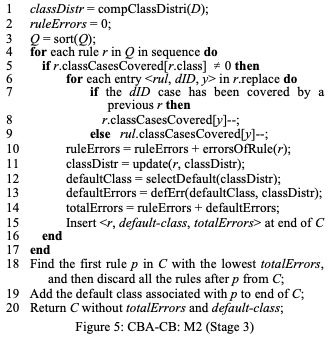 1 classDistr = compClassDistri(D);
2 ruleErrors = 0;
3 Q = sort(Q);
4 for each rule r in Q in sequence do
5 if r.classCasesCovered[r.class] ≠ 0 then
6 for each entry <rul, dID, y> in r.replace do
7 if the dID case has been covered by a
previous r then
8 r.classCasesCovered[y]--;
9 else rul.classCasesCovered[y]--;
10 ruleErrors = ruleErrors + errorsOfRule(r);
11 classDistr = update(r, classDistr);
12 defaultClass = selectDefault(classDistr);
13 defaultErrors = defErr(defaultClass, classDistr);
14 totalErrors = ruleErrors + defaultErrors;
15 Insert <r, default-class, totalErrors> at end of C
16 end
17 end
18 Find the first rule p in C with the lowest totalErrors,
and then discard all the rules after p from C;
19 Add the default class associated with p to end of C;
20 Return C without totalErrors and default-class;
Figure 5: CBA-CB: M2 (Stage 3)